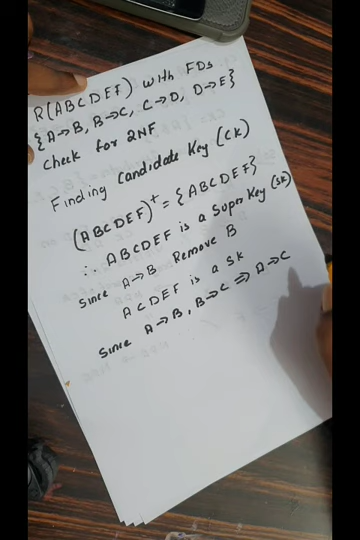 R(ABCDEF) with FDs
{A→B, B→C, C→D, D→E}
check for 2NF
Finding Candidate Key (CK)
(ABCDEF)⁺ = {ABCDEF}
∴ ABCDEF is a Super Key (SK)
Since A→B Remove B
ACDEF is a SK
Since A→B, B→C ⇒ A→C